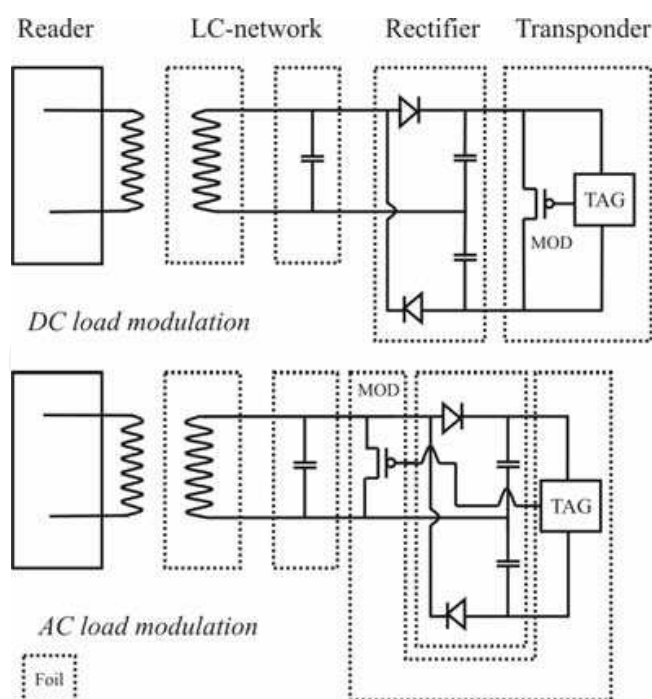 Reader LC-network Rectifier Transponder
TAG
MOD
DC load modulation
MOD
TAG
AC load modulation
Foil